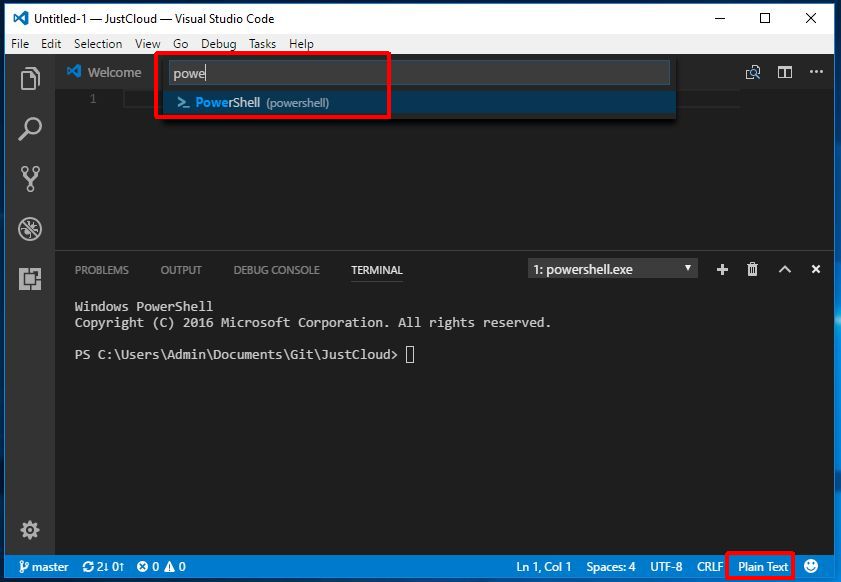 Untitled-1 — JustCloud — Visual Studio Code
File Edit Selection View Go Debug Tasks Help
Welcome
powe
PowerShell (powershell)
1
PROBLEMS OUTPUT DEBUG CONSOLE TERMINAL 1: powershell.exe
Windows PowerShell
Copyright (C) 2016 Microsoft Corporation. All rights reserved.
PS C:\Users\Admin\Documents\Git\JustCloud>
master 2↓ 0↑ 0 0 Ln 1, Col 1 Spaces: 4 UTF-8 CRLF Plain Text